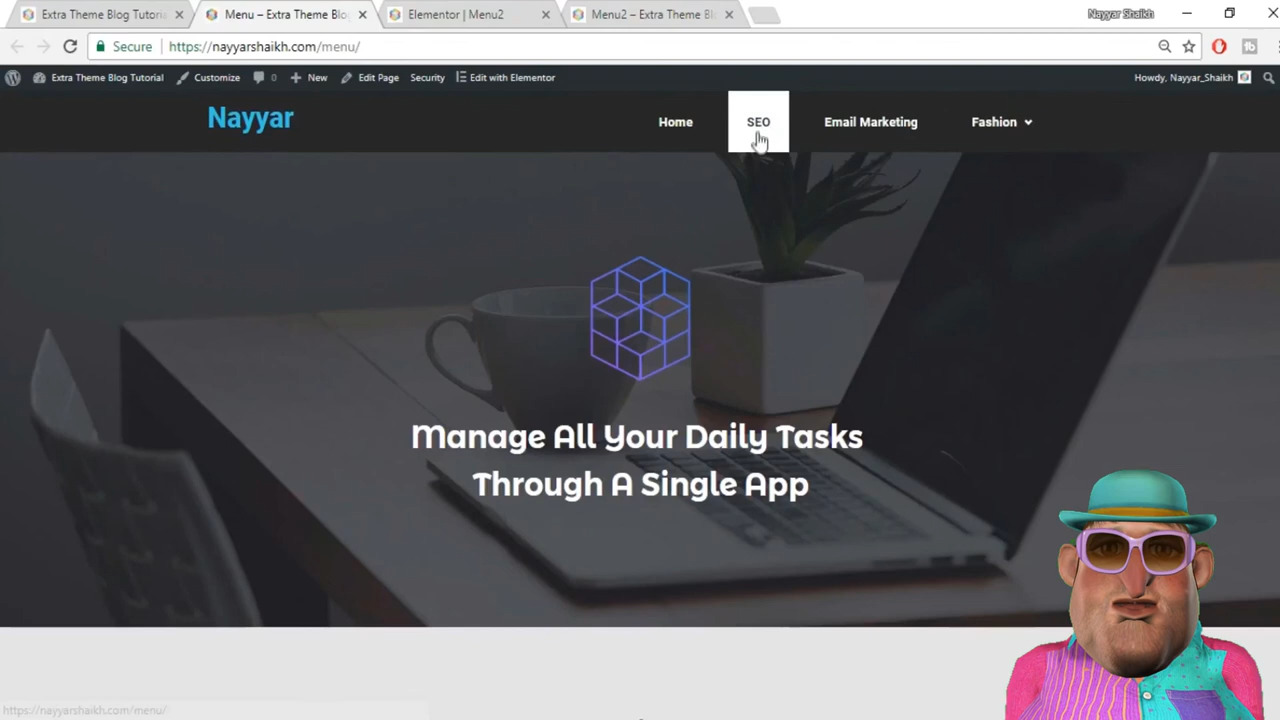 Extra Theme Blog Tutoria
Menu – Extra Theme Blo
Elementor | Menu2
Menu2 – Extra Theme Bl
Nayyar Shaikh
Secure
https://nayyarshaikh.com/menu/
Extra Theme Blog Tutorial
Customize
0
New
Edit Page
Security
Edit with Elementor
Howdy, Nayyar_Shaikh
Nayyar
Home
SEO
Email Marketing
Fashion
Manage All Your Daily Tasks
Through A Single App
https://nayyarshaikh.com/menu/